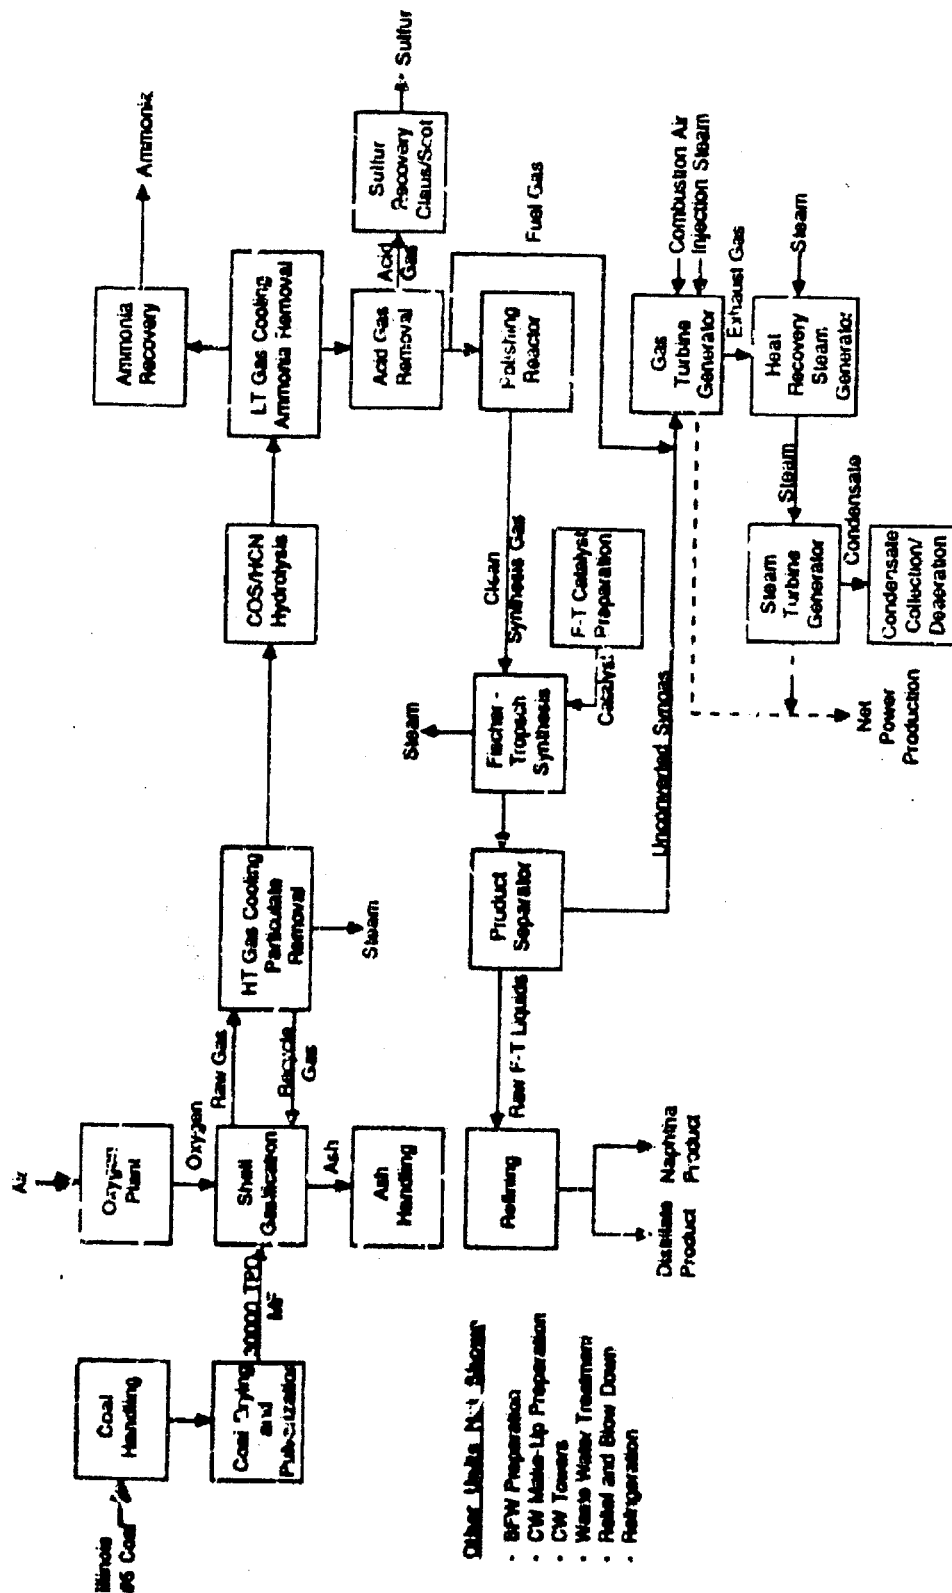 Illinois
#6 Coal
Coal
Handling
Coal Drying
and
Pulverization
30000 TPD
MF
Air
Oxygen
Plant
Oxygen
Shell
Gasification
Ash
Ash
Handling
Raw Gas
Recycle
Gas
HT Gas Cooling
Particulate
Removal
Steam
COS/HCN
Hydrolysis
LT Gas Cooling
Ammonia Removal
Ammonia
Recovery
Ammonia
Acid Gas
Removal
Acid
Gas
Sulfur
Recovery
Claus/Scot
Sulfur
Fuel Gas
Polishing
Reactor
Clean
Synthesis Gas
F-T Catalyst
Preparation
Catalyst
Fischer -
Tropsch
Synthesis
Steam
Product
Separator
Raw F-T Liquids
Refining
Distillate
Product
Naphtha
Product
Unconverted Syngas
Gas
Turbine
Generator
Combustion Air
Injection Steam
Exhaust Gas
Heat
Recovery
Steam
Generator
Steam
Steam
Steam
Turbine
Generator
Condensate
Condensate
Collection/
Deaeration
Net
Power
Production
Other Units Not Shown
· BFW Preparation
· CW Make-Up Preparation
· CW Towers
· Waste Water Treatment
· Relief and Blow Down
· Refrigeration